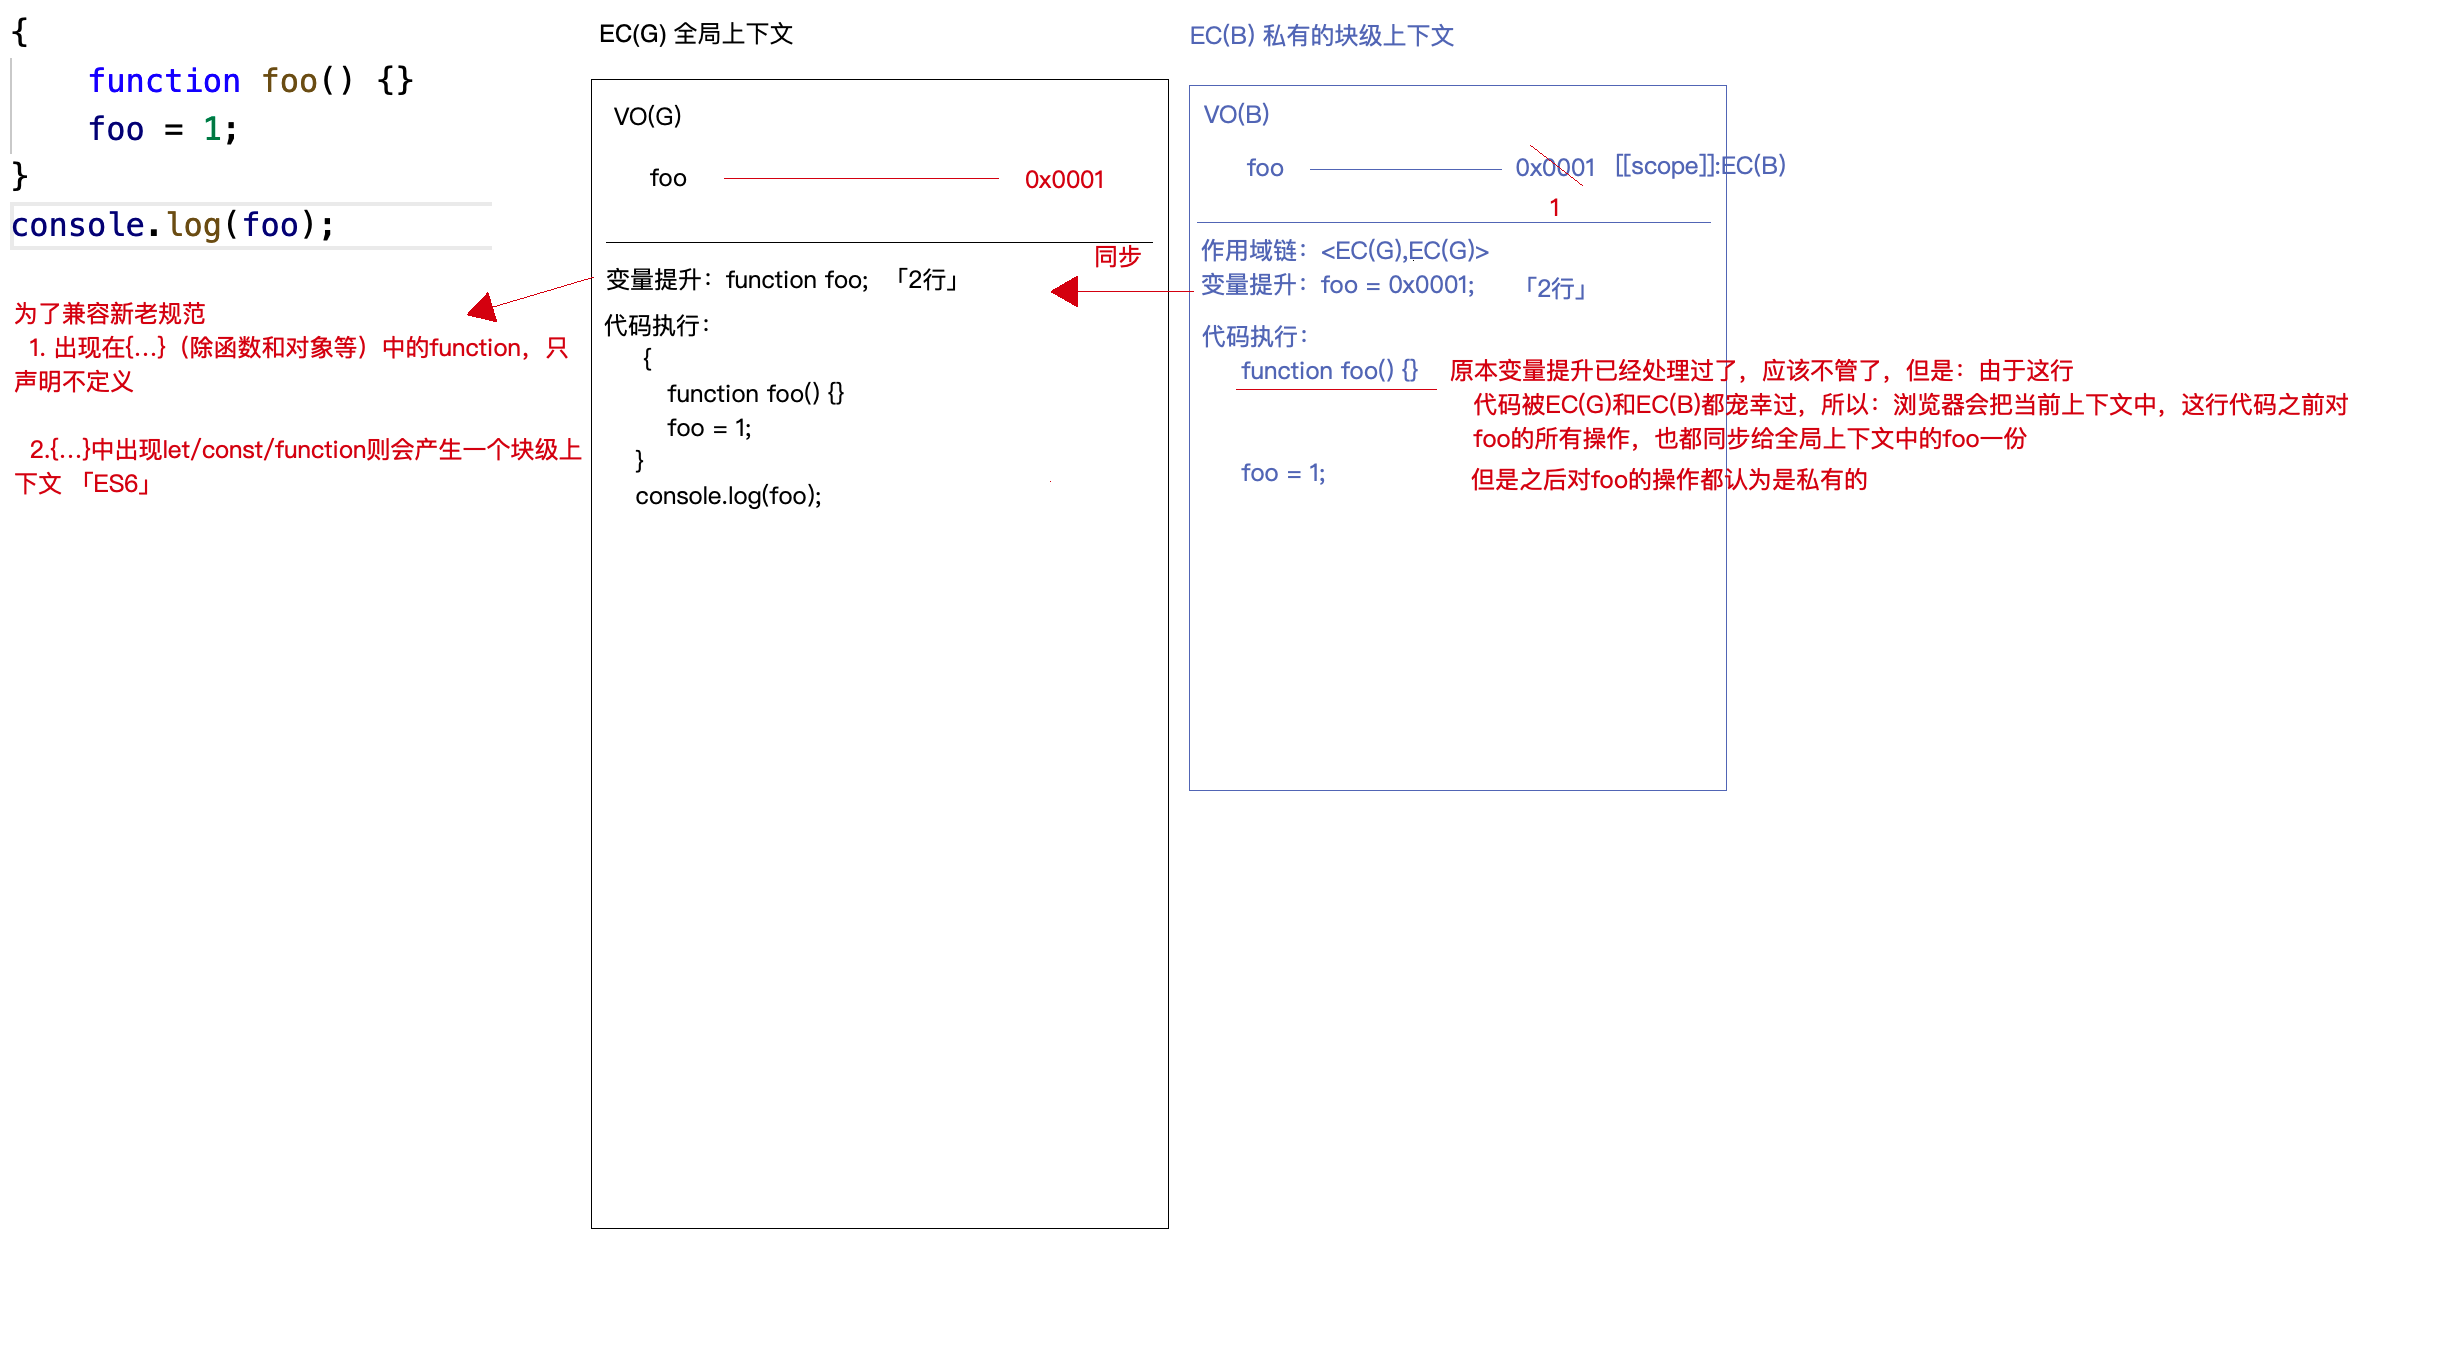 {
function foo() {}
foo = 1;
}
console.log(foo);
为了兼容新老规范
1. 出现在{...}（除函数和对象等）中的function，只
声明不定义
2.{...}中出现let/const/function则会产生一个块级上
下文 「ES6」
EC(G) 全局上下文
VO(G)
foo 0x0001
同步
变量提升：function foo; 「2行」
代码执行：
{
function foo() {}
foo = 1;
}
console.log(foo);
EC(B) 私有的块级上下文
VO(B)
foo 0x0001 [[scope]]:EC(B)
1
作用域链：<EC(G),EC(G)>
变量提升：foo = 0x0001; 「2行」
代码执行：
function foo() {} 原本变量提升已经处理过了，应该不管了，但是：由于这行
代码被EC(G)和EC(B)都宠幸过，所以：浏览器会把当前上下文中，这行代码之前对
foo的所有操作，也都同步给全局上下文中的foo一份
foo = 1; 但是之后对foo的操作都认为是私有的